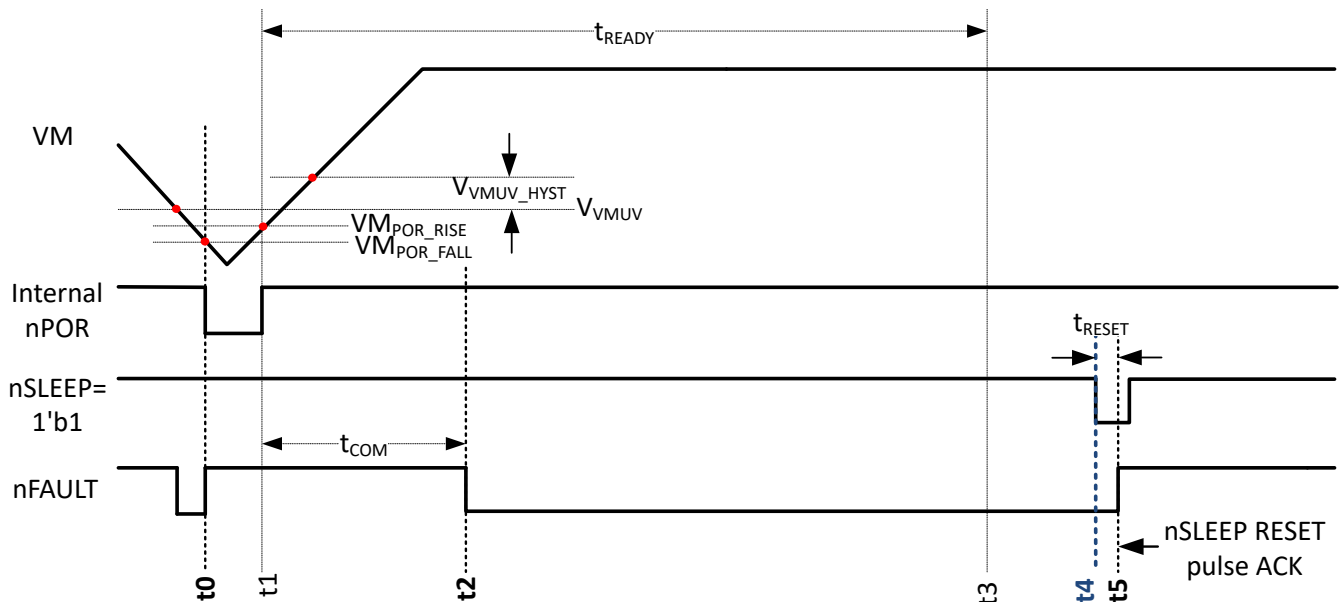 tREADY
VM
VVMUV_HYST
VVMUV
VMPOR_RISE
VMPOR_FALL
Internal
nPOR
tRESET
nSLEEP=
1'b1
tCOM
nFAULT
nSLEEP RESET
pulse ACK
t0
t1
t2
t3
t4
t5